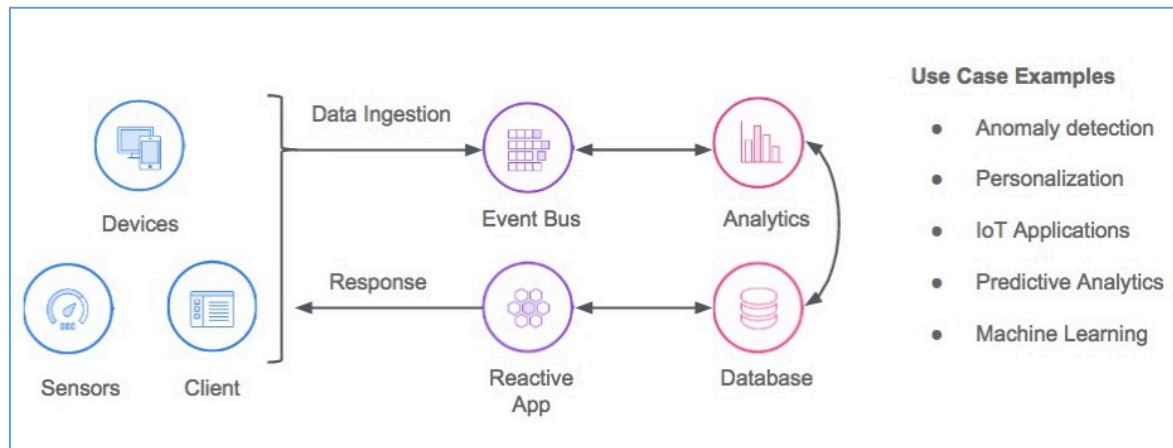 Use Case Examples
Data Ingestion
● Anomaly detection
Devices
Event Bus
Analytics
● Personalization
● IoT Applications
Response
● Predictive Analytics
● Machine Learning
Sensors
Client
Reactive
App
Database